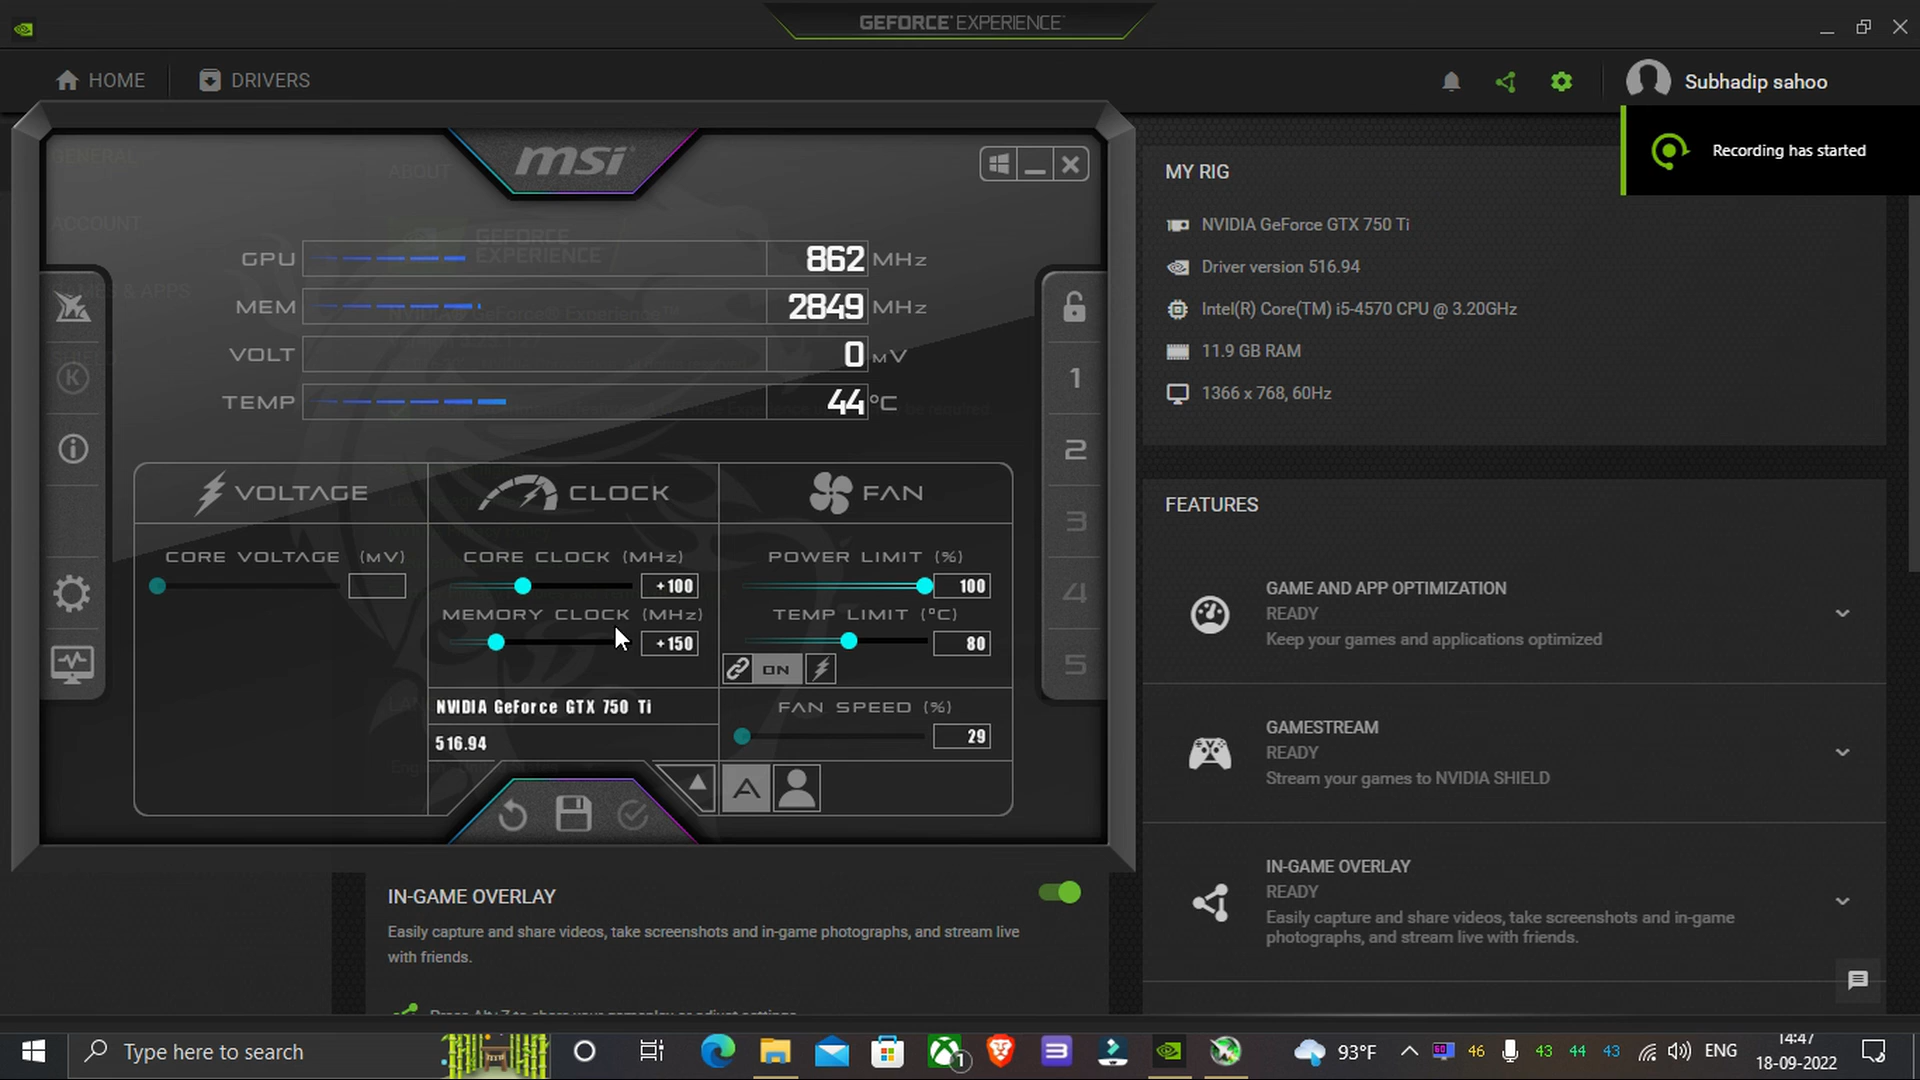 GEFORCE EXPERIENCE
HOME
DRIVERS
Subhadip sahoo
Recording has started
GENERAL
ABOUT
ACCOUNT
GEFORCE
EXPERIENCE
GAMES & APPS
msi
GPU 862 MHz
MEM 2849 MHz
VOLT 0 mV
TEMP 44 °C
K
1
2
3
4
5
VOLTAGE
CLOCK
FAN
CORE VOLTAGE (MV)
CORE CLOCK (MHz)
+100
POWER LIMIT (%)
100
MEMORY CLOCK (MHz)
+150
TEMP LIMIT (°C)
80
ON
NVIDIA GeForce GTX 750 Ti
516.94
FAN SPEED (%)
29
A
MY RIG
NVIDIA GeForce GTX 750 Ti
Driver version 516.94
Intel(R) Core(TM) i5-4570 CPU @ 3.20GHz
11.9 GB RAM
1366 x 768, 60Hz
FEATURES
GAME AND APP OPTIMIZATION
READY
Keep your games and applications optimized
GAMESTREAM
READY
Stream your games to NVIDIA SHIELD
IN-GAME OVERLAY
READY
Easily capture and share videos, take screenshots and in-game
photographs, and stream live with friends.
IN-GAME OVERLAY
Easily capture and share videos, take screenshots and in-game photographs, and stream live
with friends.
Type here to search
1
93°F
46
43
44
43
ENG
14:47
18-09-2022